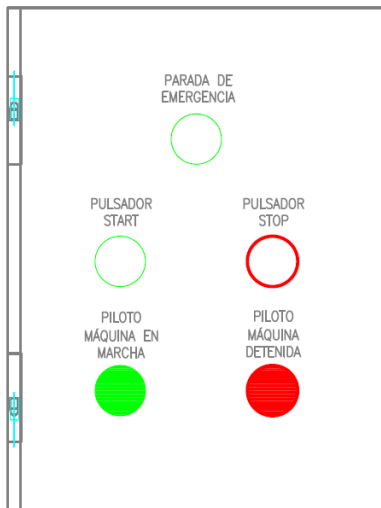 PARADA DE
EMERGENCIA
PULSADOR
START
PULSADOR
STOP
PILOTO
MÁQUINA EN
MARCHA
PILOTO
MÁQUINA
DETENIDA